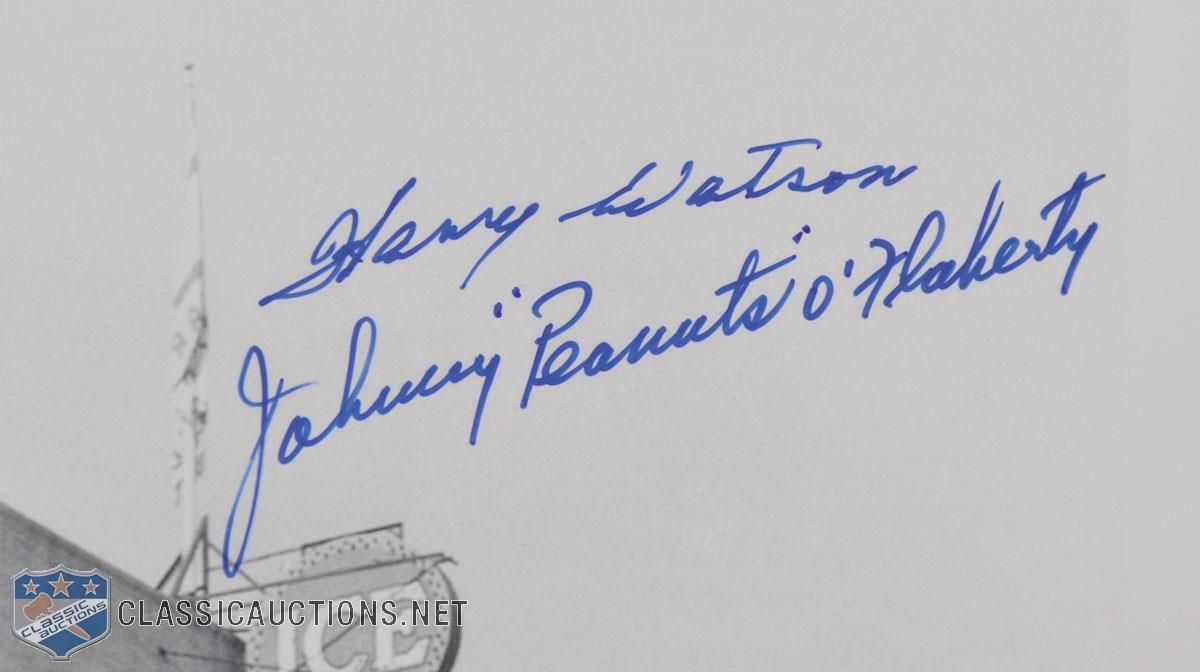 Harry Watson
Johnny "Peanuts" O'Flaherty
ICE
CLASSIC
AUCTIONS
CLASSICAUCTIONS.NET